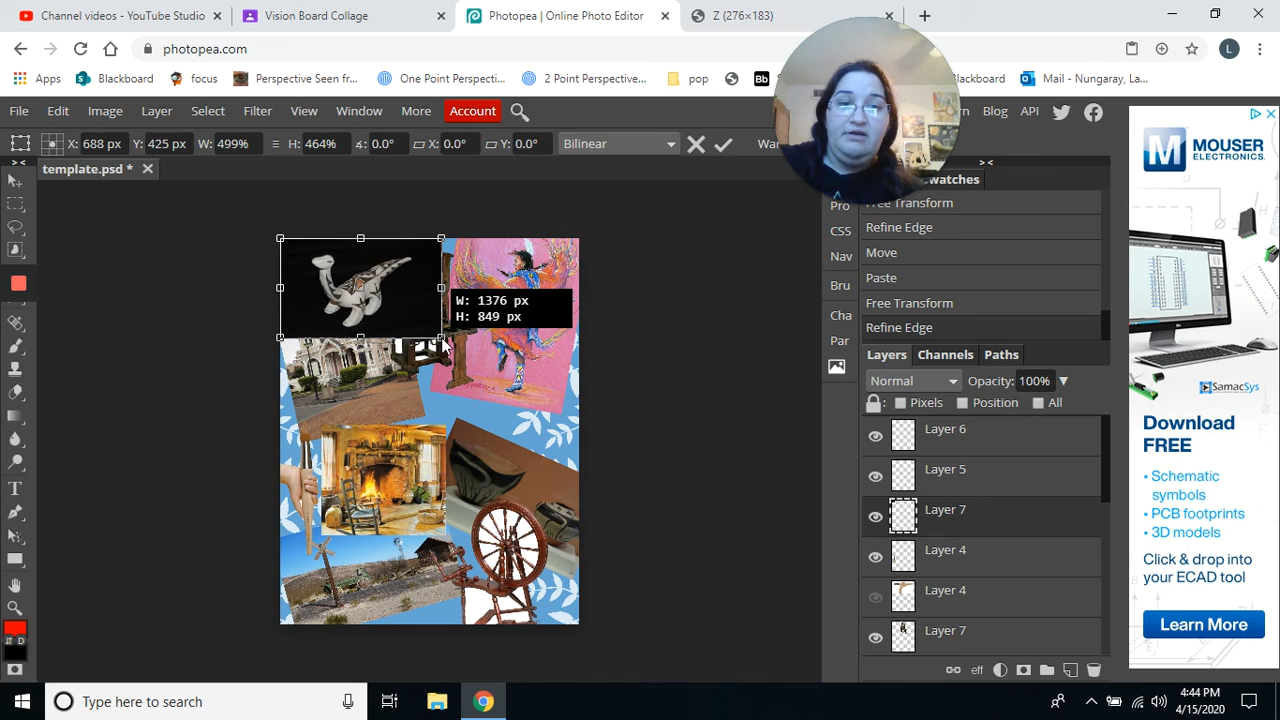 Channel videos - YouTube Studio
Vision Board Collage
Photopea | Online Photo Editor
Z (276×183)
photopea.com
L
Apps
Blackboard
focus
Perspective Seen fr...
One Point Perspecti...
2 Point Perspective...
pop
Bb
Blackboard
Mail - Nungaray, La...
File Edit Image Layer Select Filter View Window More Account
Blog API
X: 688 px Y: 425 px W: 499% H: 464% ∡: 0.0° X: 0.0° Y: 0.0° Bilinear
template.psd *
Free Transform
Refine Edge
Move
Paste
Free Transform
Refine Edge
Pro
CSS
Nav
Bru
Cha
Par
W: 1376 px
H: 849 px
Layers Channels Paths
Normal Opacity: 100%
Pixels Position All
Layer 6
Layer 5
Layer 7
Layer 4
Layer 4
Layer 7
eff
T
D
M MOUSER
ELECTRONICS
SamacSys
Download
FREE
• Schematic
symbols
• PCB footprints
• 3D models
Click & drop into
your ECAD tool
Learn More
Type here to search
4:44 PM
4/15/2020